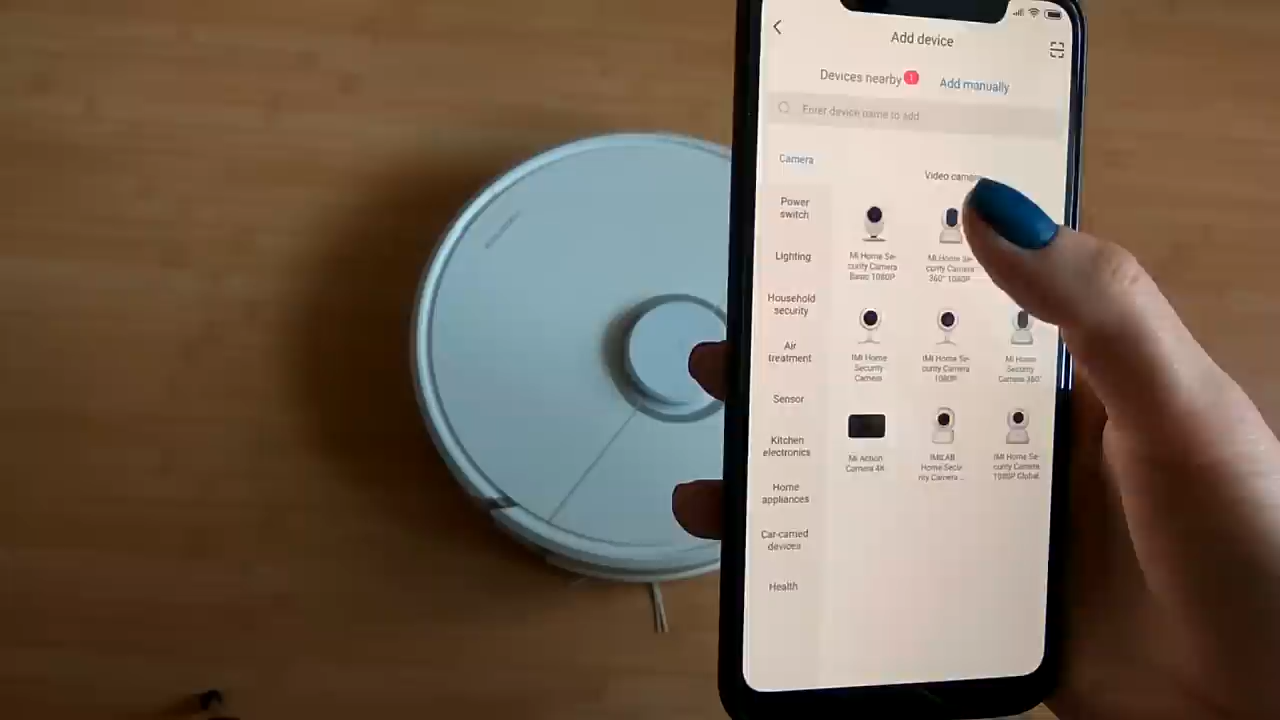 Add device
Devices nearby 1 Add manually
Enter device name to add
Camera
Power
switch
Lighting
Household
security
Air
treatment
Sensor
Kitchen
electronics
Home
appliances
Car-carried
devices
Health
Video camera
Mi Home Se-
curity Camera
Basic 1080P
Mi Home Se-
curity Camera
360° 1080P
IMI Home
Security
Camera
IMI Home Se-
curity Camera
1080P
Mi Home
Security
Camera 360°
Mi Action
Camera 4K
IMILAB
Home Secu-
rity Camera ...
IMI Home Se-
curity Camera
1080P Global